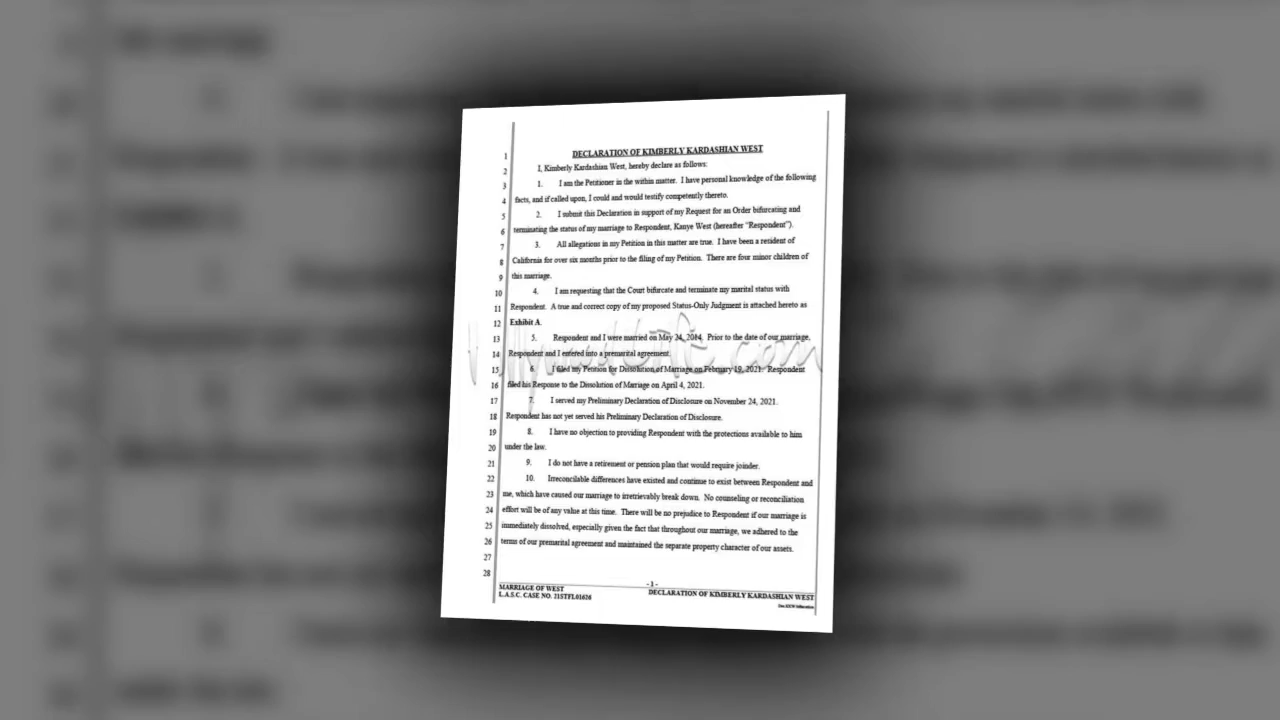 DECLARATION OF KIMBERLY KARDASHIAN WEST
1
2 I, Kimberly Kardashian West, hereby declare as follows:
3 1. I am the Petitioner in the within matter. I have personal knowledge of the following
4 facts, and if called upon, I could and would testify competently thereto.
5 2. I submit this Declaration in support of my Request for an Order bifurcating and
6 terminating the status of my marriage to Respondent, Kanye West (hereafter "Respondent").
7 3. All allegations in my Petition in this matter are true. I have been a resident of
8 California for over six months prior to the filing of my Petition. There are four minor children of
9 this marriage.
10 4. I am requesting that the Court bifurcate and terminate my marital status with
11 Respondent. A true and correct copy of my proposed Status-Only Judgment is attached hereto as
12 Exhibit A.
13 5. Respondent and I were married on May 24, 2014. Prior to the date of our marriage,
14 Respondent and I entered into a premarital agreement.
15 6. I filed my Petition for Dissolution of Marriage on February 19, 2021. Respondent
16 filed his Response to the Dissolution of Marriage on April 4, 2021.
17 7. I served my Preliminary Declaration of Disclosure on November 24, 2021.
18 Respondent has not yet served his Preliminary Declaration of Disclosure.
19 8. I have no objection to providing Respondent with the protections available to him
20 under the law.
21 9. I do not have a retirement or pension plan that would require joinder.
22 10. Irreconcilable differences have existed and continue to exist between Respondent and
23 me, which have caused our marriage to irretrievably break down. No counseling or reconciliation
24 effort will be of any value at this time. There will be no prejudice to Respondent if our marriage is
25 immediately dissolved, especially given the fact that throughout our marriage, we adhered to the
26 terms of our premarital agreement and maintained the separate property character of our assets.
27
28
- 1 -
MARRIAGE OF WEST DECLARATION OF KIMBERLY KARDASHIAN WEST
L.A.S.C. CASE NO. 21STFL01626